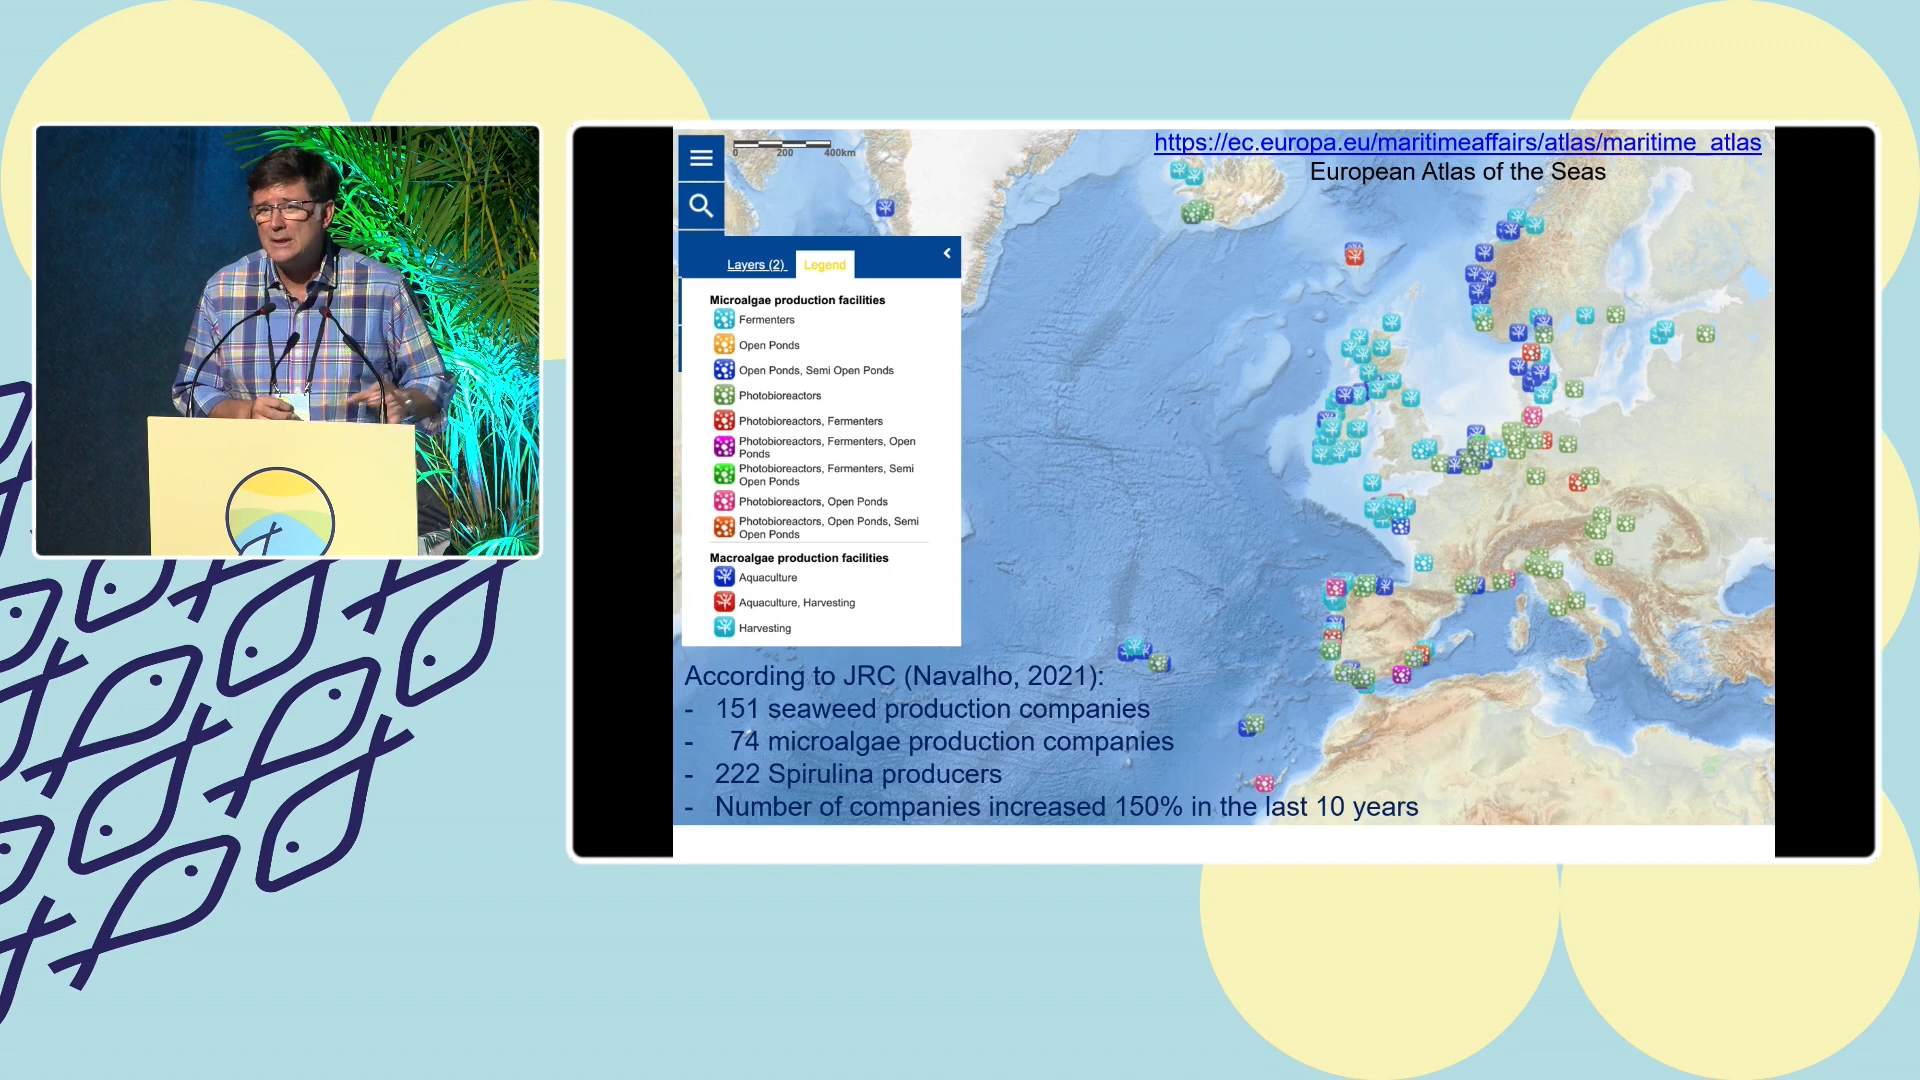 https://ec.europa.eu/maritimeaffairs/atlas/maritime_atlas
European Atlas of the Seas
0 200 400km
Layers (2) Legend
Microalgae production facilities
Fermenters
Open Ponds
Open Ponds, Semi Open Ponds
Photobioreactors
Photobioreactors, Fermenters
Photobioreactors, Fermenters, Open
Ponds
Photobioreactors, Fermenters, Semi
Open Ponds
Photobioreactors, Open Ponds
Photobioreactors, Open Ponds, Semi
Open Ponds
Macroalgae production facilities
Aquaculture
Aquaculture, Harvesting
Harvesting
According to JRC (Navalho, 2021):
- 151 seaweed production companies
- 74 microalgae production companies
- 222 Spirulina producers
- Number of companies increased 150% in the last 10 years